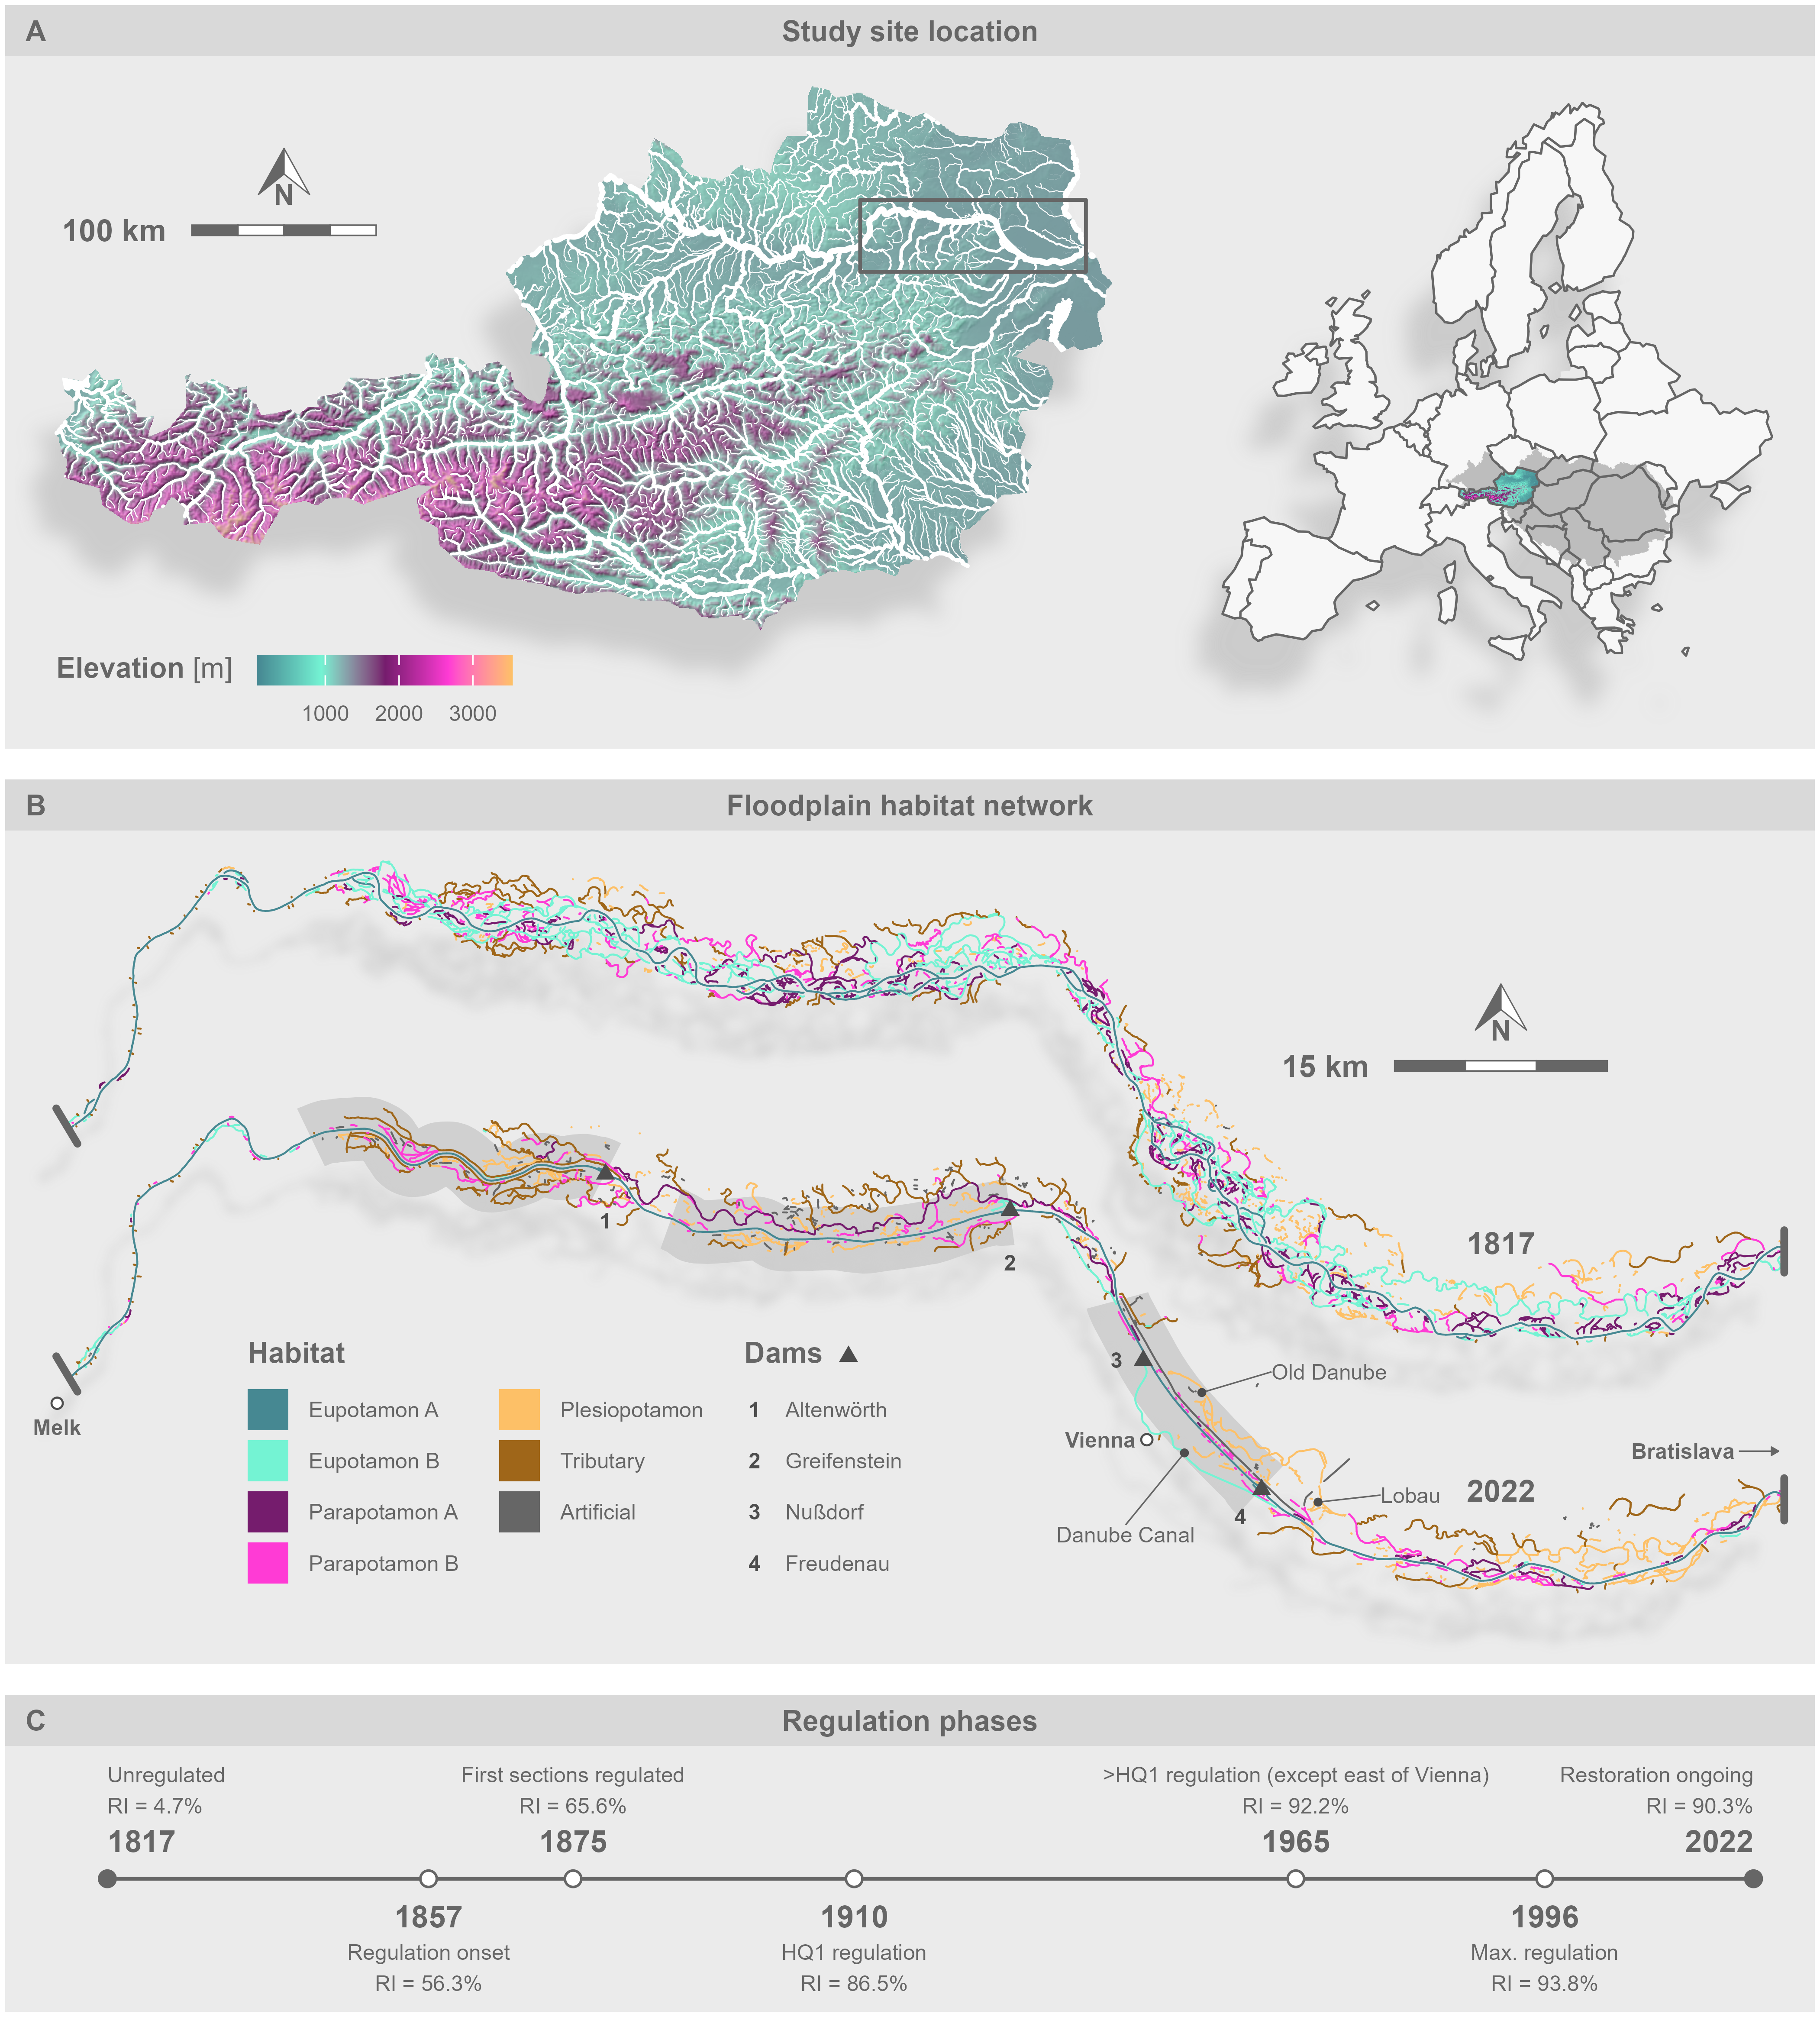 A
Study site location
N
100 km
Elevation [m]
1000 2000 3000
B
Floodplain habitat network
N
15 km
1817
1
2
3
4
Old Danube
Vienna
Bratislava
2022
Lobau
Danube Canal
Melk
Habitat
Eupotamon A
Eupotamon B
Parapotamon A
Parapotamon B
Plesiopotamon
Tributary
Artificial
Dams
1 Altenwörth
2 Greifenstein
3 Nußdorf
4 Freudenau
C
Regulation phases
Unregulated
RI = 4.7%
1817
1857
Regulation onset
RI = 56.3%
First sections regulated
RI = 65.6%
1875
1910
HQ1 regulation
RI = 86.5%
>HQ1 regulation (except east of Vienna)
RI = 92.2%
1965
1996
Max. regulation
RI = 93.8%
Restoration ongoing
RI = 90.3%
2022